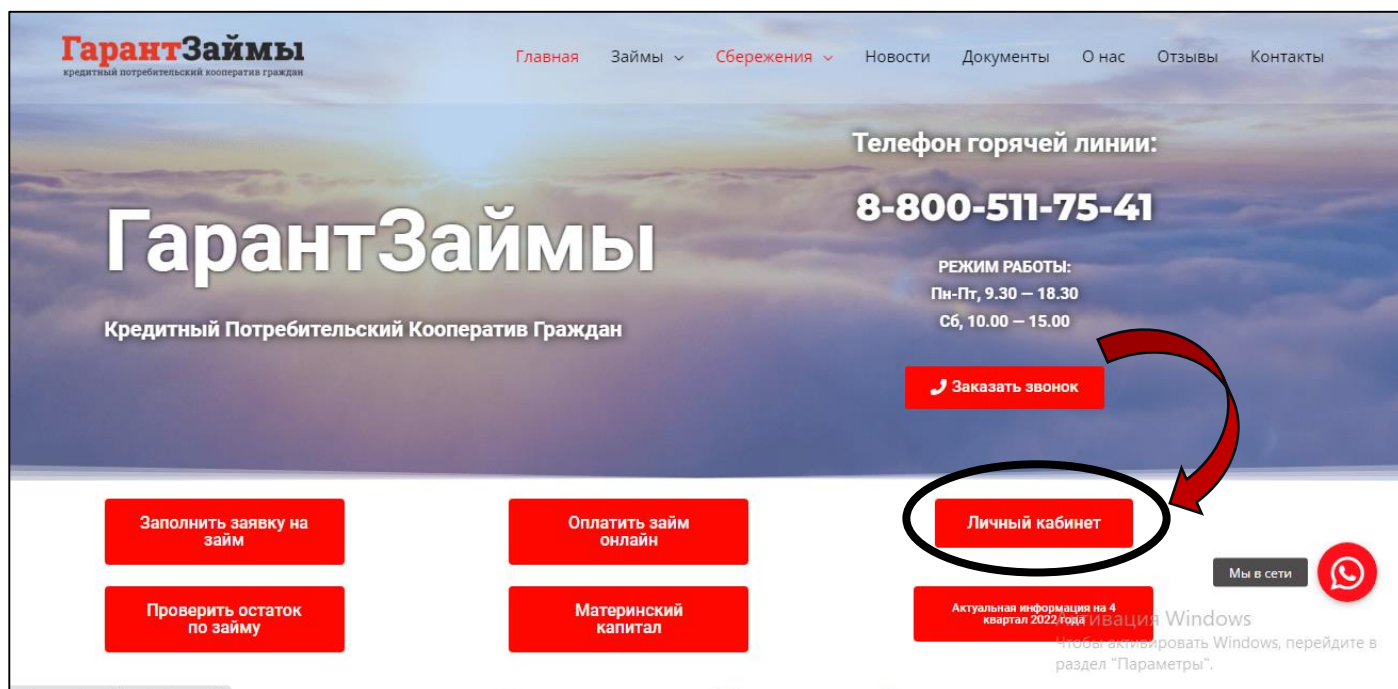 ГарантЗаймы
кредитный потребительский кооператив граждан
Главная Займы Сбережения Новости Документы О нас Отзывы Контакты
Телефон горячей линии:
8-800-511-75-41
ГарантЗаймы
РЕЖИМ РАБОТЫ:
Пн-Пт, 9.30 — 18.30
Сб, 10.00 — 15.00
Кредитный Потребительский Кооператив Граждан
Заказать звонок
Заполнить заявку на
займ
Оплатить займ
онлайн
Личный кабинет
Мы в сети
Проверить остаток
по займу
Материнский
капитал
Актуальная информация на 4
квартал 2022 года
Активация Windows
Чтобы активировать Windows, перейдите в
раздел "Параметры".